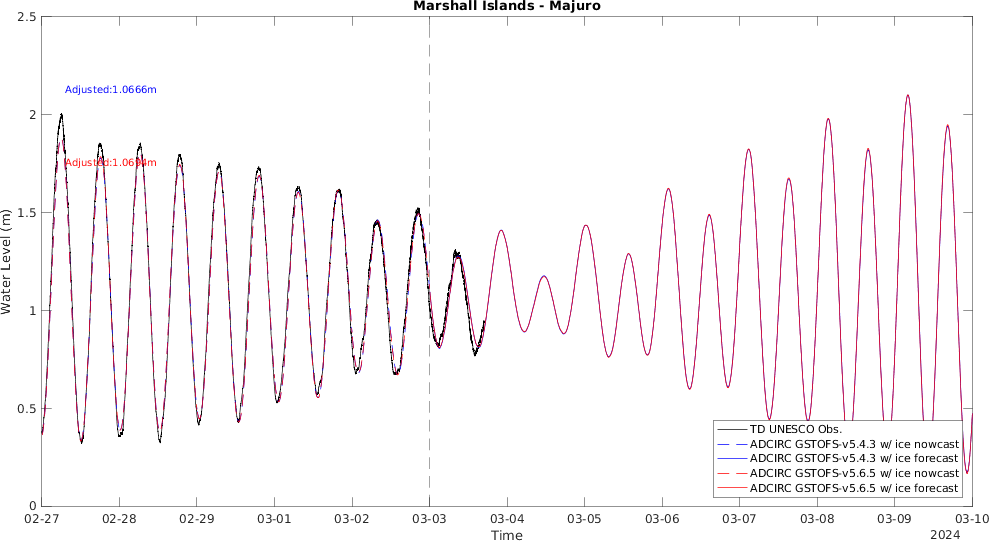 Marshall Islands - Majuro
Water Level (m)
2.5
2
1.5
1
0.5
0
Adjusted:1.0666m
Adjusted:1.0694m
TD UNESCO Obs.
ADCIRC GSTOFS-v5.4.3 w/ ice nowcast
ADCIRC GSTOFS-v5.4.3 w/ ice forecast
ADCIRC GSTOFS-v5.6.5 w/ ice nowcast
ADCIRC GSTOFS-v5.6.5 w/ ice forecast
02-27 02-28 02-29 03-01 03-02 03-03 03-04 03-05 03-06 03-07 03-08 03-09 03-10
Time
2024